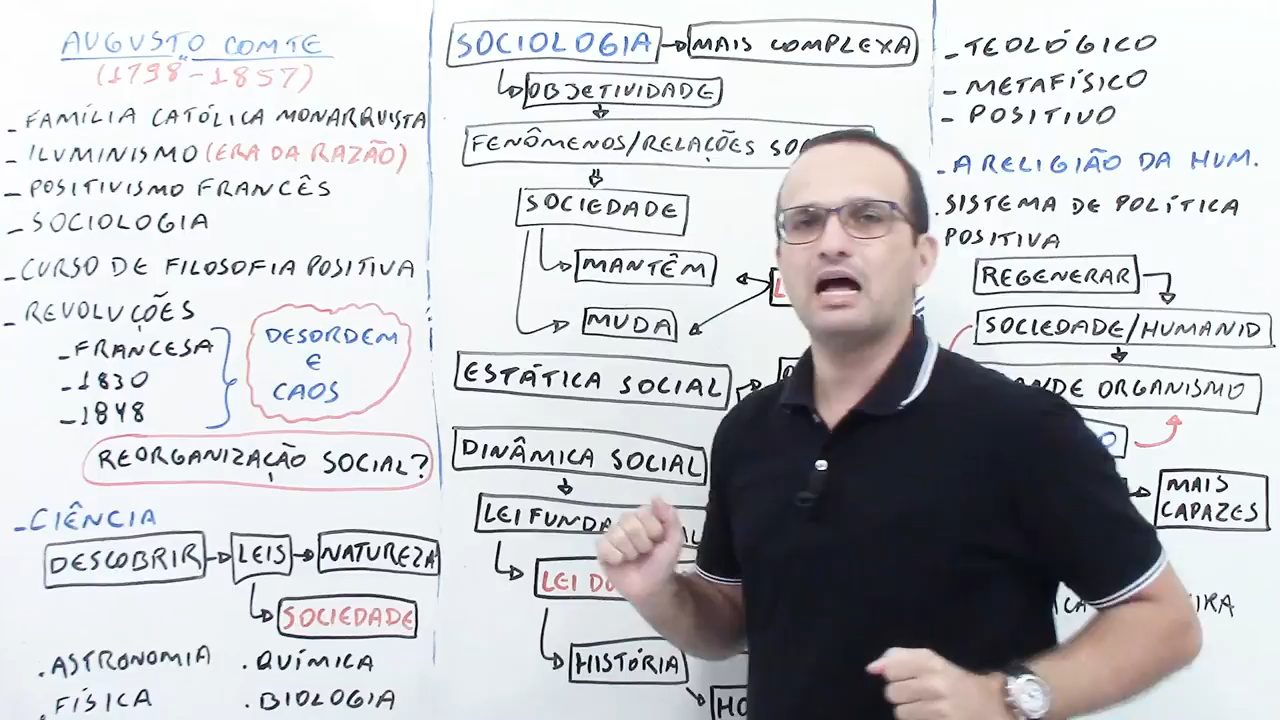 AUGUSTO COMTE
(1798-1857)
- FAMÍLIA CATÓLICA MONARQUISTA
- ILUMINISMO (ERA DA RAZÃO)
- POSITIVISMO FRANCÊS
- SOCIOLOGIA
- CURSO DE FILOSOFIA POSITIVA
- REVOLUÇÕES
- FRANCESA
- 1830
- 1848
DESORDEM
E
CAOS
REORGANIZAÇÃO SOCIAL?
- CIÊNCIA
DESCOBRIR → LEIS → NATUREZA
SOCIEDADE
. ASTRONOMIA . QUÍMICA
. FÍSICA . BIOLOGIA
SOCIOLOGIA → MAIS COMPLEXA
OBJETIVIDADE
FENÔMENOS/RELAÇÕES
SOCIEDADE
MANTÊM
MUDA
ESTÁTICA SOCIAL
DINÂMICA SOCIAL
LEI
LEI
HISTÓRIA
- TEOLÓGICO
- METAFÍSICO
- POSITIVO
. A RELIGIÃO DA HUM.
. SISTEMA DE POLÍTICA
POSITIVA
REGENERAR
SOCIEDADE/HUMANID
ORGANISMO
MAIS
CAPAZES